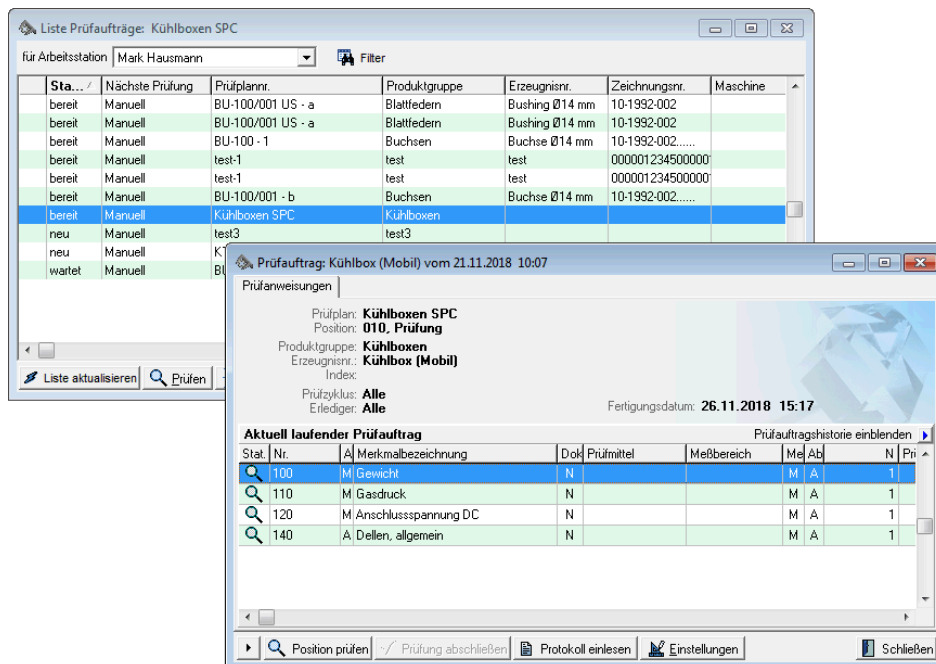 Liste Prüfaufträge: Kühlboxen SPC
für Arbeitsstation Mark Hausmann Filter
Sta... Nächste Prüfung Prüfplannr. Produktgruppe Erzeugnisnr. Zeichnungsnr. Maschine
bereit Manuell BU-100/001 US - a Blattfedern Bushing Ø14 mm 10-1992-002
bereit Manuell BU-100/001 US - a Blattfedern Bushing Ø14 mm 10-1992-002
bereit Manuell BU-100 - 1 Buchsen Buchse Ø14 mm 10-1992-002......
bereit Manuell test-1 test test 000001234500000
bereit Manuell test-1 test test 000001234500000
bereit Manuell BU-100/001 - b Buchsen Buchse Ø14 mm 10-1992-002......
bereit Manuell Kühlboxen SPC Kühlboxen
neu Manuell test3 test3
neu Manuell
wartet Manuell
Liste aktualisieren Prüfen
Prüfauftrag: Kühlbox (Mobil) vom 21.11.2018 10:07
Prüfanweisungen
Prüfplan: Kühlboxen SPC
Position: 010, Prüfung
Produktgruppe: Kühlboxen
Erzeugnisnr.: Kühlbox (Mobil)
Index:
Prüfzyklus: Alle
Erlediger: Alle Fertigungsdatum: 26.11.2018 15:17
Aktuell laufender Prüfauftrag Prüfauftragshistorie einblenden
Stat. Nr. A Merkmalbezeichnung Dok Prüfmittel Meßbereich Me Ab N Pri
100 M Gewicht N M A 1
110 M Gasdruck N M A 1
120 M Anschlussspannung DC N M A 1
140 A Dellen, allgemein N M A 1
Position prüfen Prüfung abschließen Protokoll einlesen Einstellungen Schließen